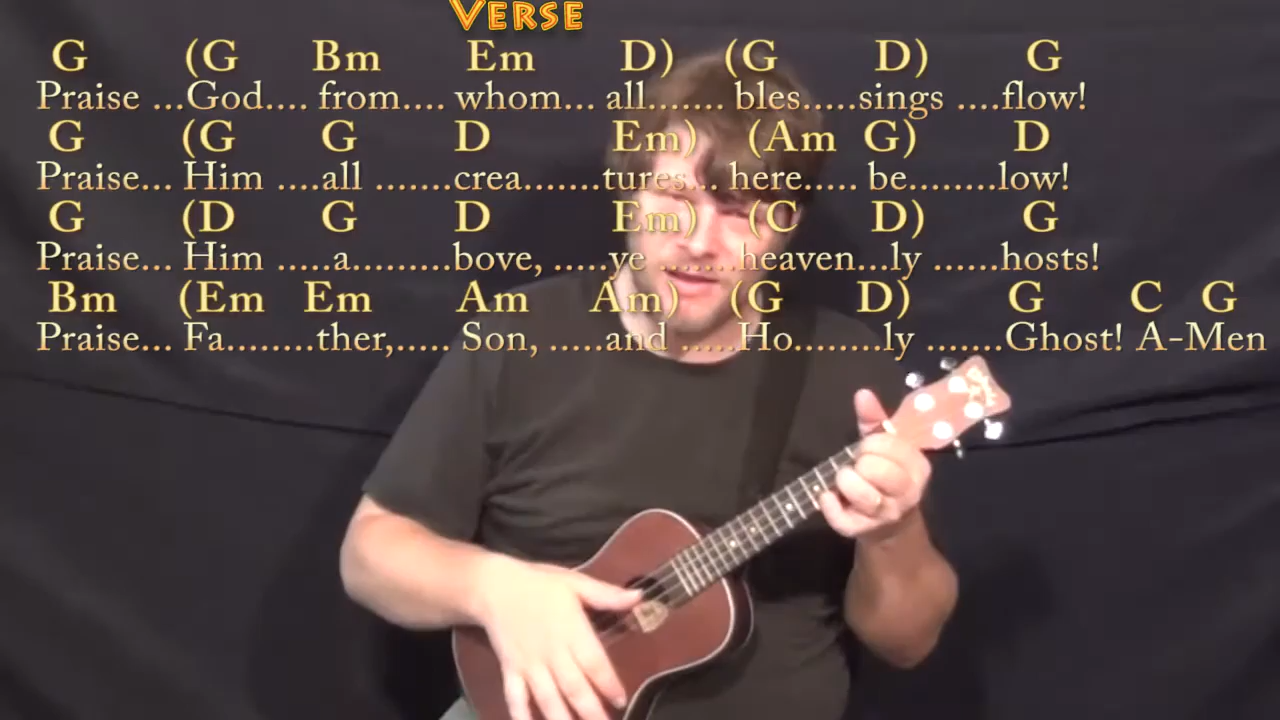 VERSE
G (G Bm Em D) (G D) G
Praise ...God.... from.... whom... all....... bles.....sings ....flow!
G (G G D Em) (Am G) D
Praise... Him ....all .......crea.......tures... here..... be........low!
G (D G D Em) (C D) G
Praise... Him .....a.........bove, .....ye .......heaven...ly ......hosts!
Bm (Em Em Am Am) (G D) G C G
Praise... Fa........ther,..... Son, .....and .....Ho........ly .......Ghost! A-Men